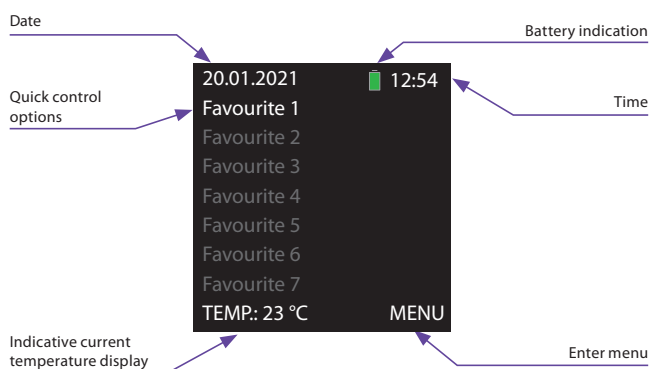 Date
Battery indication
20.01.2021 12:54
Quick control
options
Time
Favourite 1
Favourite 2
Favourite 3
Favourite 4
Favourite 5
Favourite 6
Favourite 7
TEMP.: 23 °C MENU
Indicative current
temperature display
Enter menu